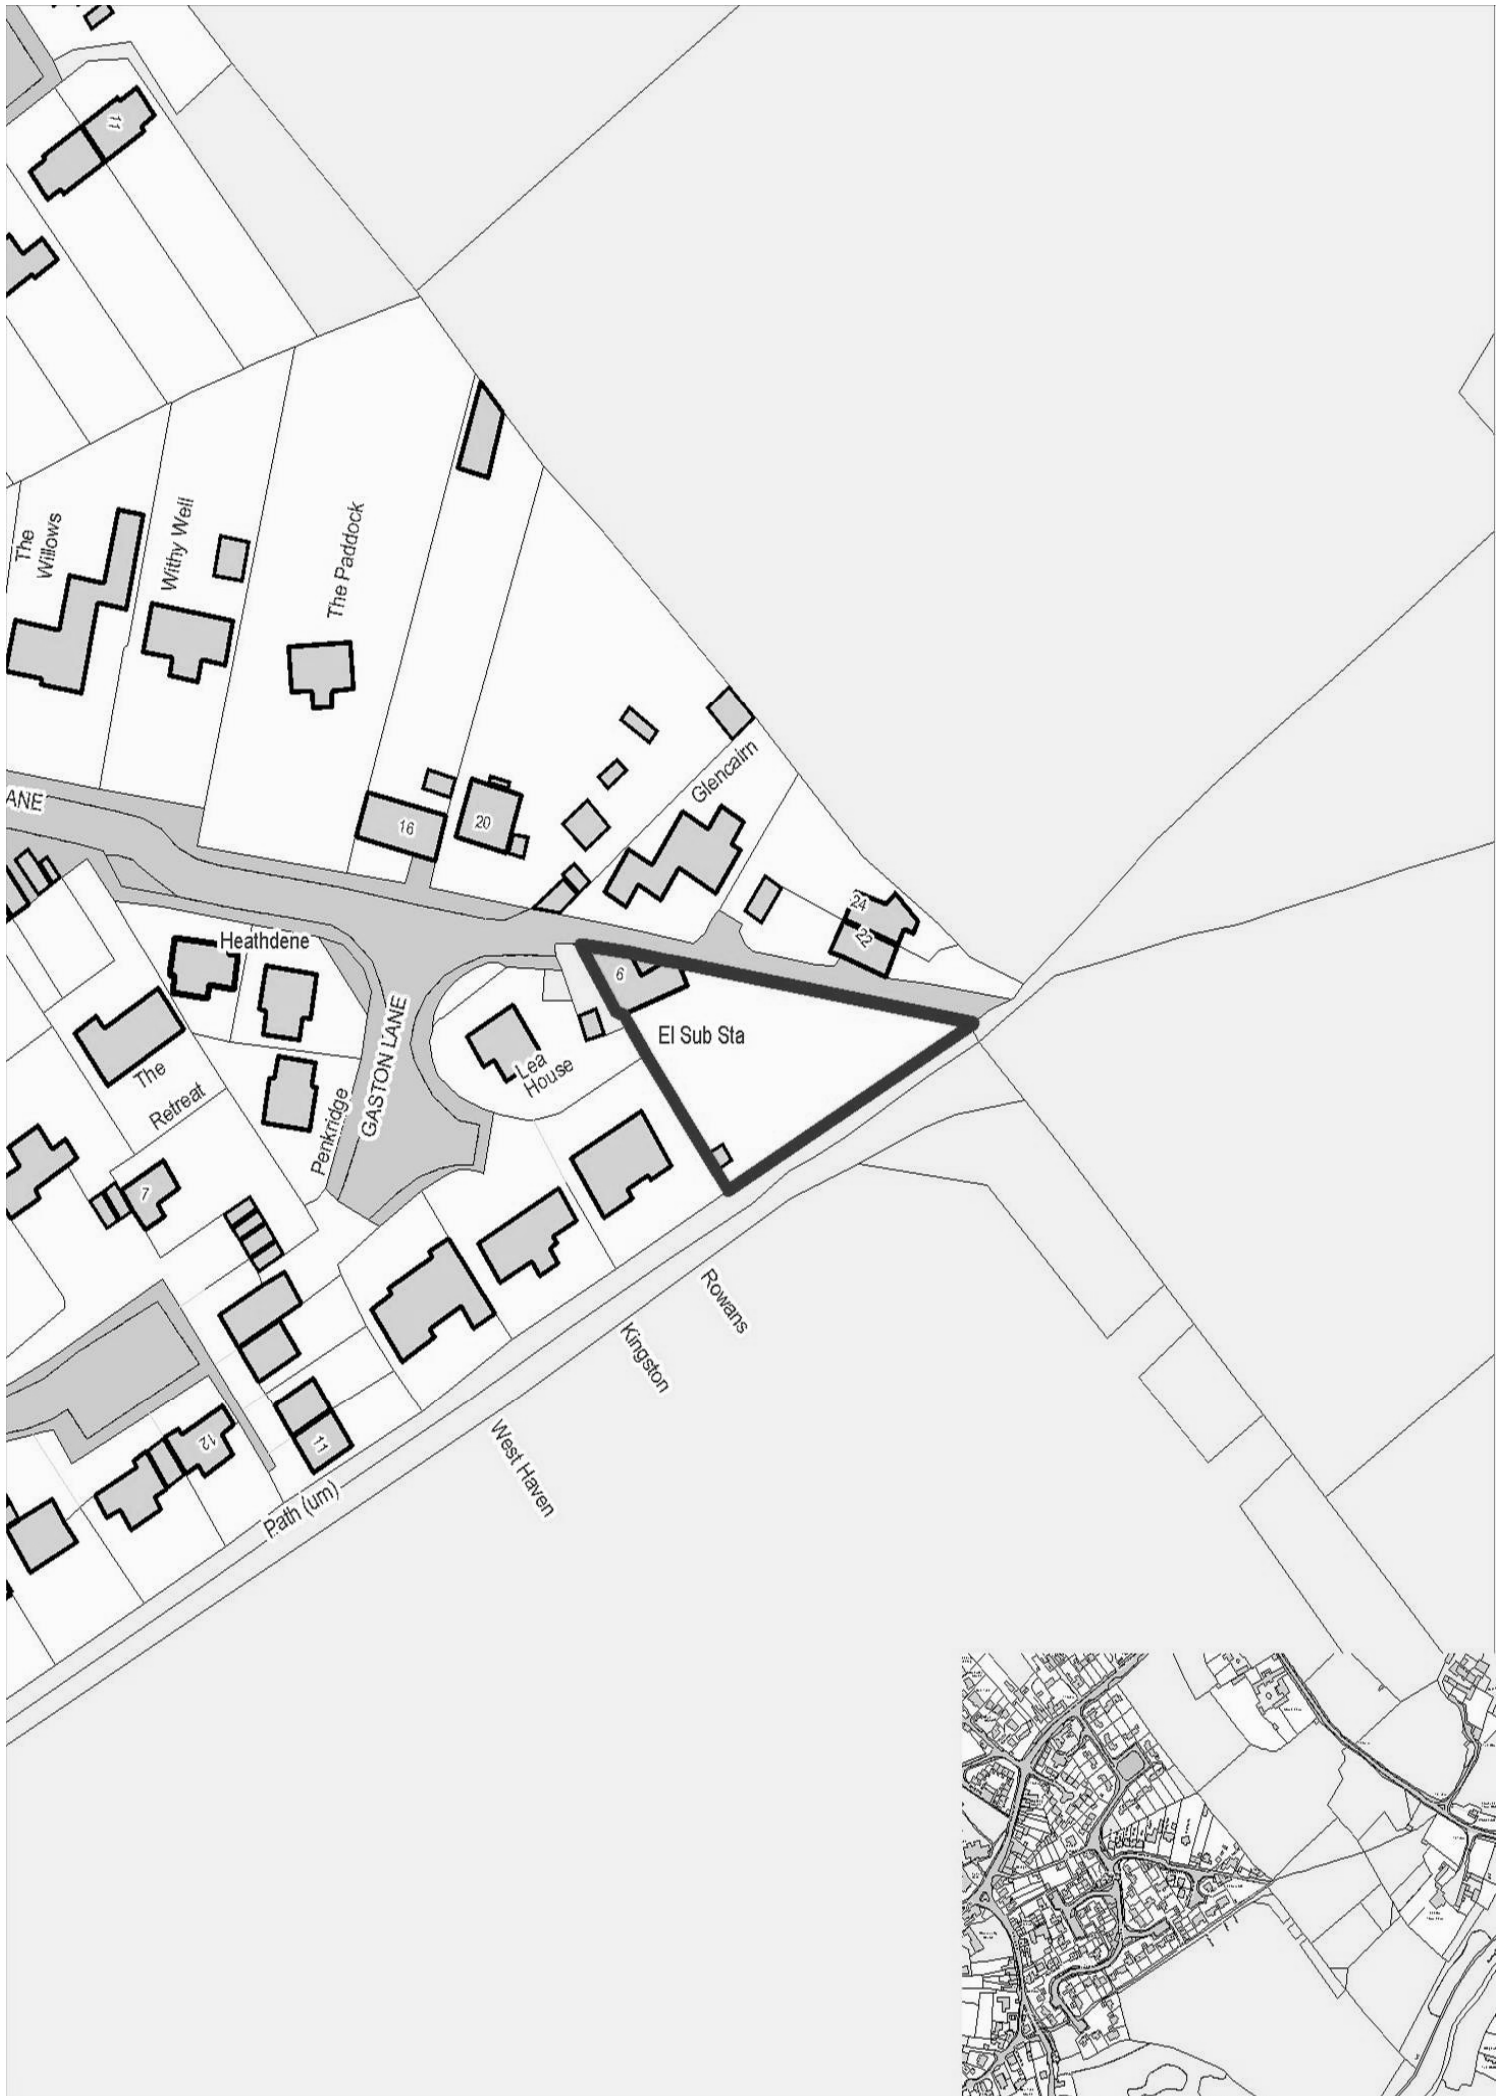 11
The
Willows
Withy Well
The Paddock
Glencairn
ANE
16
20
24
22
Heathdene
6
El Sub Sta
GASTON LANE
Lea
House
The
Retreat
Penkridge
7
Rowans
Kingston
West Haven
12
11
Path (um)